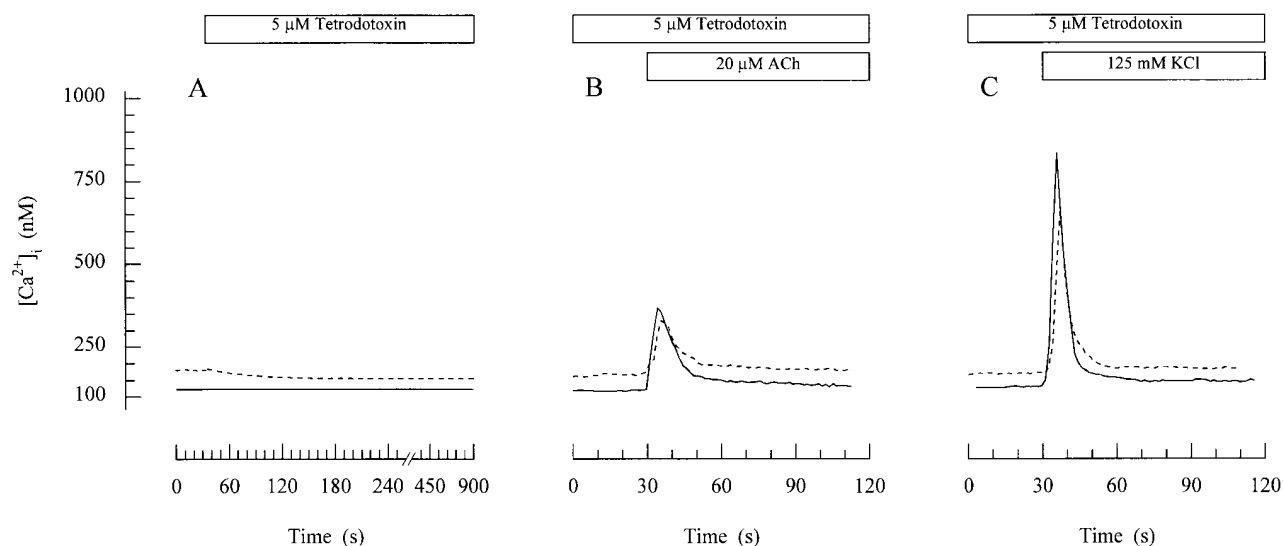 5 μM Tetrodotoxin
5 μM Tetrodotoxin
5 μM Tetrodotoxin
20 μM ACh
125 mM KCl
A
B
C
1000
750
500
250
100
[Ca²⁺]ᵢ (nM)
0 60 120 180 240 450 900
0 30 60 90 120
0 30 60 90 120
Time (s)
Time (s)
Time (s)